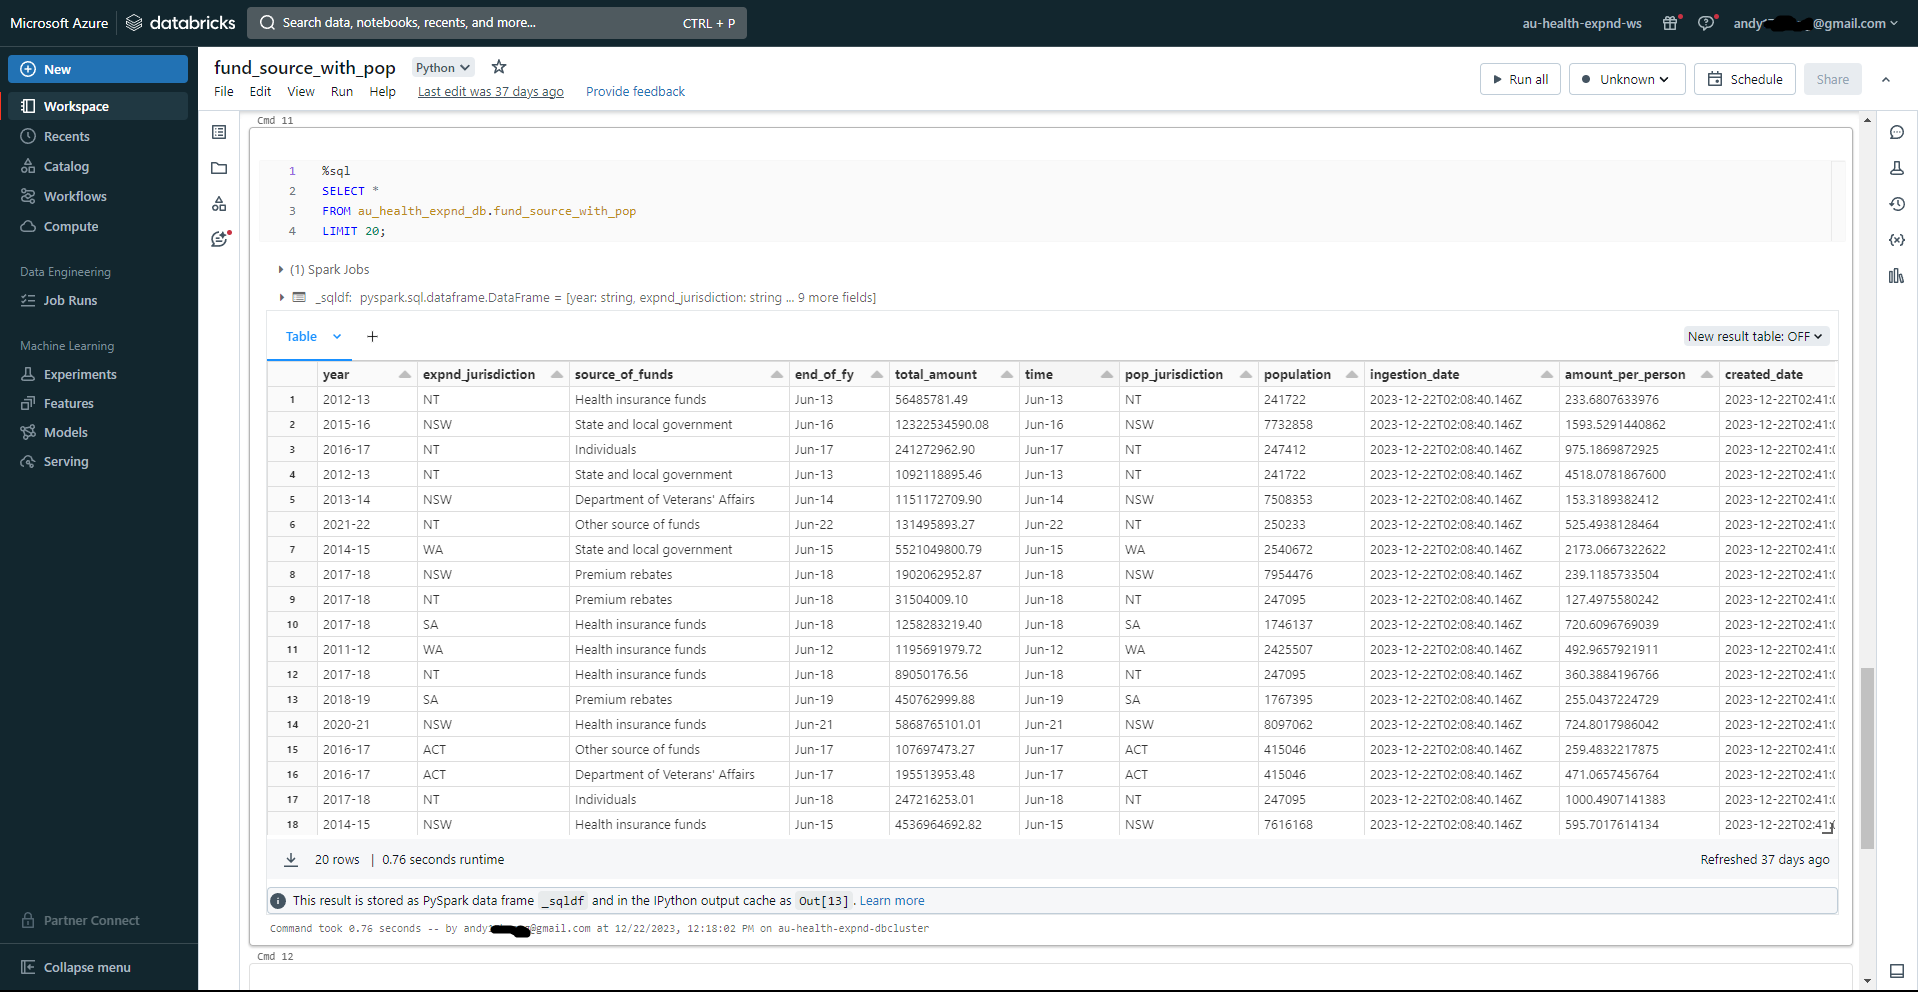 Microsoft Azure databricks Search data, notebooks, recents, and more... CTRL + P au-health-expnd-ws @gmail.com
New
Workspace
Recents
Catalog
Workflows
Compute
Data Engineering
Job Runs
Machine Learning
Experiments
Features
Models
Serving
Partner Connect
Collapse menu
fund_source_with_pop Python
File Edit View Run Help Last edit was 37 days ago Provide feedback
Run all Unknown Schedule Share
Cmd 11
1 %sql
2 SELECT *
3 FROM au_health_expnd_db.fund_source_with_pop
4 LIMIT 20;
(1) Spark Jobs
_sqldf: pyspark.sql.dataframe.DataFrame = [year: string, expnd_jurisdiction: string ... 9 more fields]
Table + New result table: OFF
year expnd_jurisdiction source_of_funds end_of_fy total_amount time pop_jurisdiction population ingestion_date amount_per_person created_date
1 2012-13 NT Health insurance funds Jun-13 56485781.49 Jun-13 NT 241722 2023-12-22T02:08:40.146Z 233.6807633976 2023-12-22T02:41:0
2 2015-16 NSW State and local government Jun-16 12322534590.08 Jun-16 NSW 7732858 2023-12-22T02:08:40.146Z 1593.5291440862 2023-12-22T02:41:0
3 2016-17 NT Individuals Jun-17 241272962.90 Jun-17 NT 247412 2023-12-22T02:08:40.146Z 975.1869872925 2023-12-22T02:41:0
4 2012-13 NT State and local government Jun-13 1092118895.46 Jun-13 NT 241722 2023-12-22T02:08:40.146Z 4518.0781867600 2023-12-22T02:41:0
5 2013-14 NSW Department of Veterans' Affairs Jun-14 1151172709.90 Jun-14 NSW 7508353 2023-12-22T02:08:40.146Z 153.3189382412 2023-12-22T02:41:0
6 2021-22 NT Other source of funds Jun-22 131495893.27 Jun-22 NT 250233 2023-12-22T02:08:40.146Z 525.4938128464 2023-12-22T02:41:0
7 2014-15 WA State and local government Jun-15 5521049800.79 Jun-15 WA 2540672 2023-12-22T02:08:40.146Z 2173.0667322622 2023-12-22T02:41:0
8 2017-18 NSW Premium rebates Jun-18 1902062952.87 Jun-18 NSW 7954476 2023-12-22T02:08:40.146Z 239.1185733504 2023-12-22T02:41:0
9 2017-18 NT Premium rebates Jun-18 31504009.10 Jun-18 NT 247095 2023-12-22T02:08:40.146Z 127.4975580242 2023-12-22T02:41:0
10 2017-18 SA Health insurance funds Jun-18 1258283219.40 Jun-18 SA 1746137 2023-12-22T02:08:40.146Z 720.6096769039 2023-12-22T02:41:0
11 2011-12 WA Health insurance funds Jun-12 1195691979.72 Jun-12 WA 2425507 2023-12-22T02:08:40.146Z 492.9657921911 2023-12-22T02:41:0
12 2017-18 NT Health insurance funds Jun-18 89050176.56 Jun-18 NT 247095 2023-12-22T02:08:40.146Z 360.3884196766 2023-12-22T02:41:0
13 2018-19 SA Premium rebates Jun-19 450762999.88 Jun-19 SA 1767395 2023-12-22T02:08:40.146Z 255.0437224729 2023-12-22T02:41:0
14 2020-21 NSW Health insurance funds Jun-21 5868765101.01 Jun-21 NSW 8097062 2023-12-22T02:08:40.146Z 724.8017986042 2023-12-22T02:41:0
15 2016-17 ACT Other source of funds Jun-17 107697473.27 Jun-17 ACT 415046 2023-12-22T02:08:40.146Z 259.4832217875 2023-12-22T02:41:0
16 2016-17 ACT Department of Veterans' Affairs Jun-17 195513953.48 Jun-17 ACT 415046 2023-12-22T02:08:40.146Z 471.0657456764 2023-12-22T02:41:0
17 2017-18 NT Individuals Jun-18 247216253.01 Jun-18 NT 247095 2023-12-22T02:08:40.146Z 1000.4907141383 2023-12-22T02:41:0
18 2014-15 NSW Health insurance funds Jun-15 4536964692.82 Jun-15 NSW 7616168 2023-12-22T02:08:40.146Z 595.7017614134 2023-12-22T02:41:0
20 rows | 0.76 seconds runtime Refreshed 37 days ago
This result is stored as PySpark data frame _sqldf and in the IPython output cache as Out[13] . Learn more
Command took 0.76 seconds -- by @gmail.com at 12/22/2023, 12:18:02 PM on au-health-expnd-dbcluster
Cmd 12